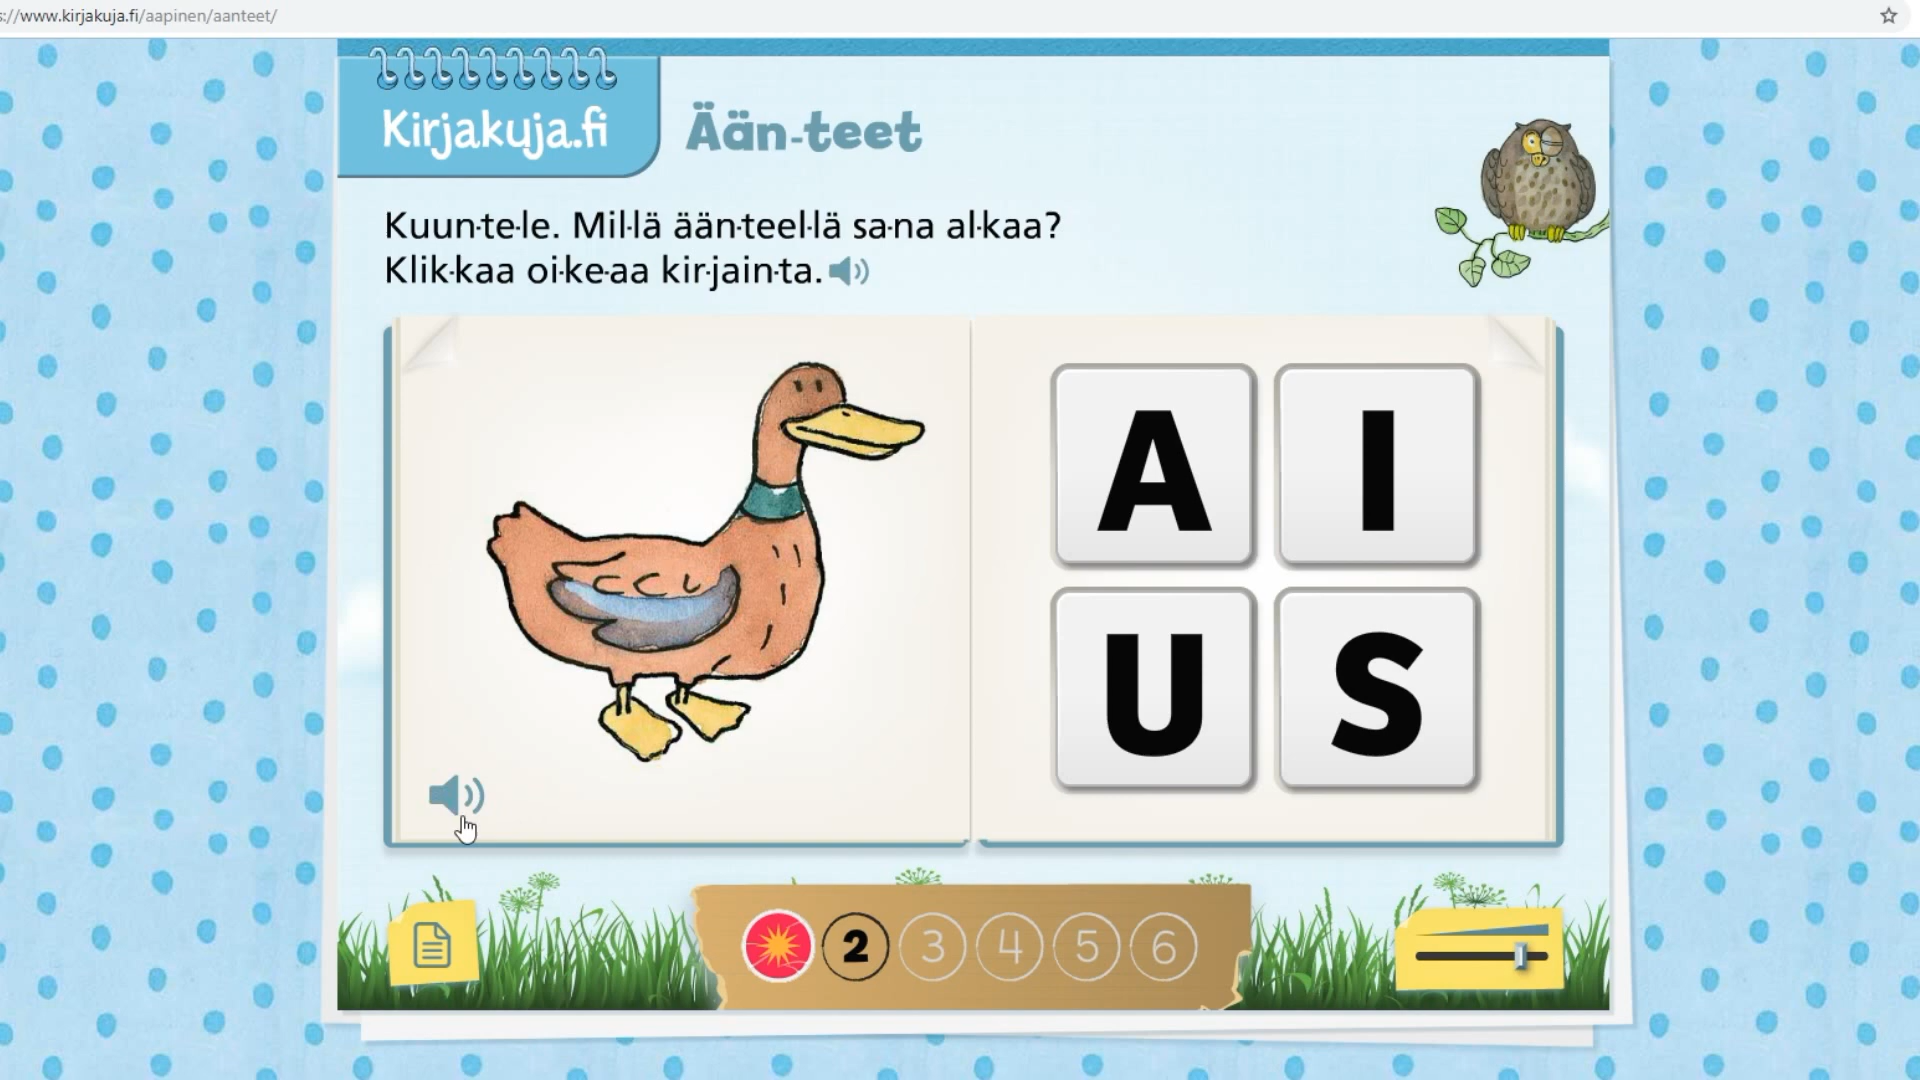 s://www.kirjakuja.fi/aapinen/aanteet/
Kirjakuja.fi
Ään-teet
Kuun·te·le. Mil·lä ään·teel·lä sa·na al·kaa?
Klik·kaa oi·ke·aa kir·jain·ta.
A I
U S
2 3 4 5 6